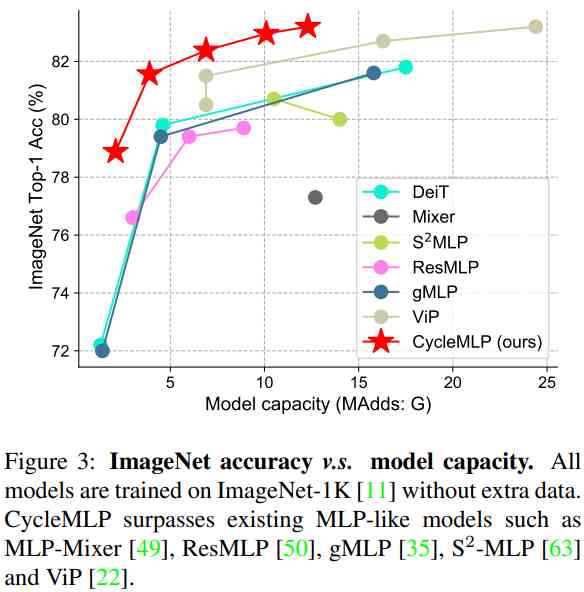 82
80
78
76
74
72
ImageNet Top-1 Acc (%)
DeiT
Mixer
S²MLP
ResMLP
gMLP
ViP
CycleMLP (ours)
5
10
15
20
25
Model capacity (MAdds: G)
Figure 3: ImageNet accuracy v.s. model capacity. All
models are trained on ImageNet-1K [11] without extra data.
CycleMLP surpasses existing MLP-like models such as
MLP-Mixer [49], ResMLP [50], gMLP [35], S²-MLP [63]
and ViP [22].